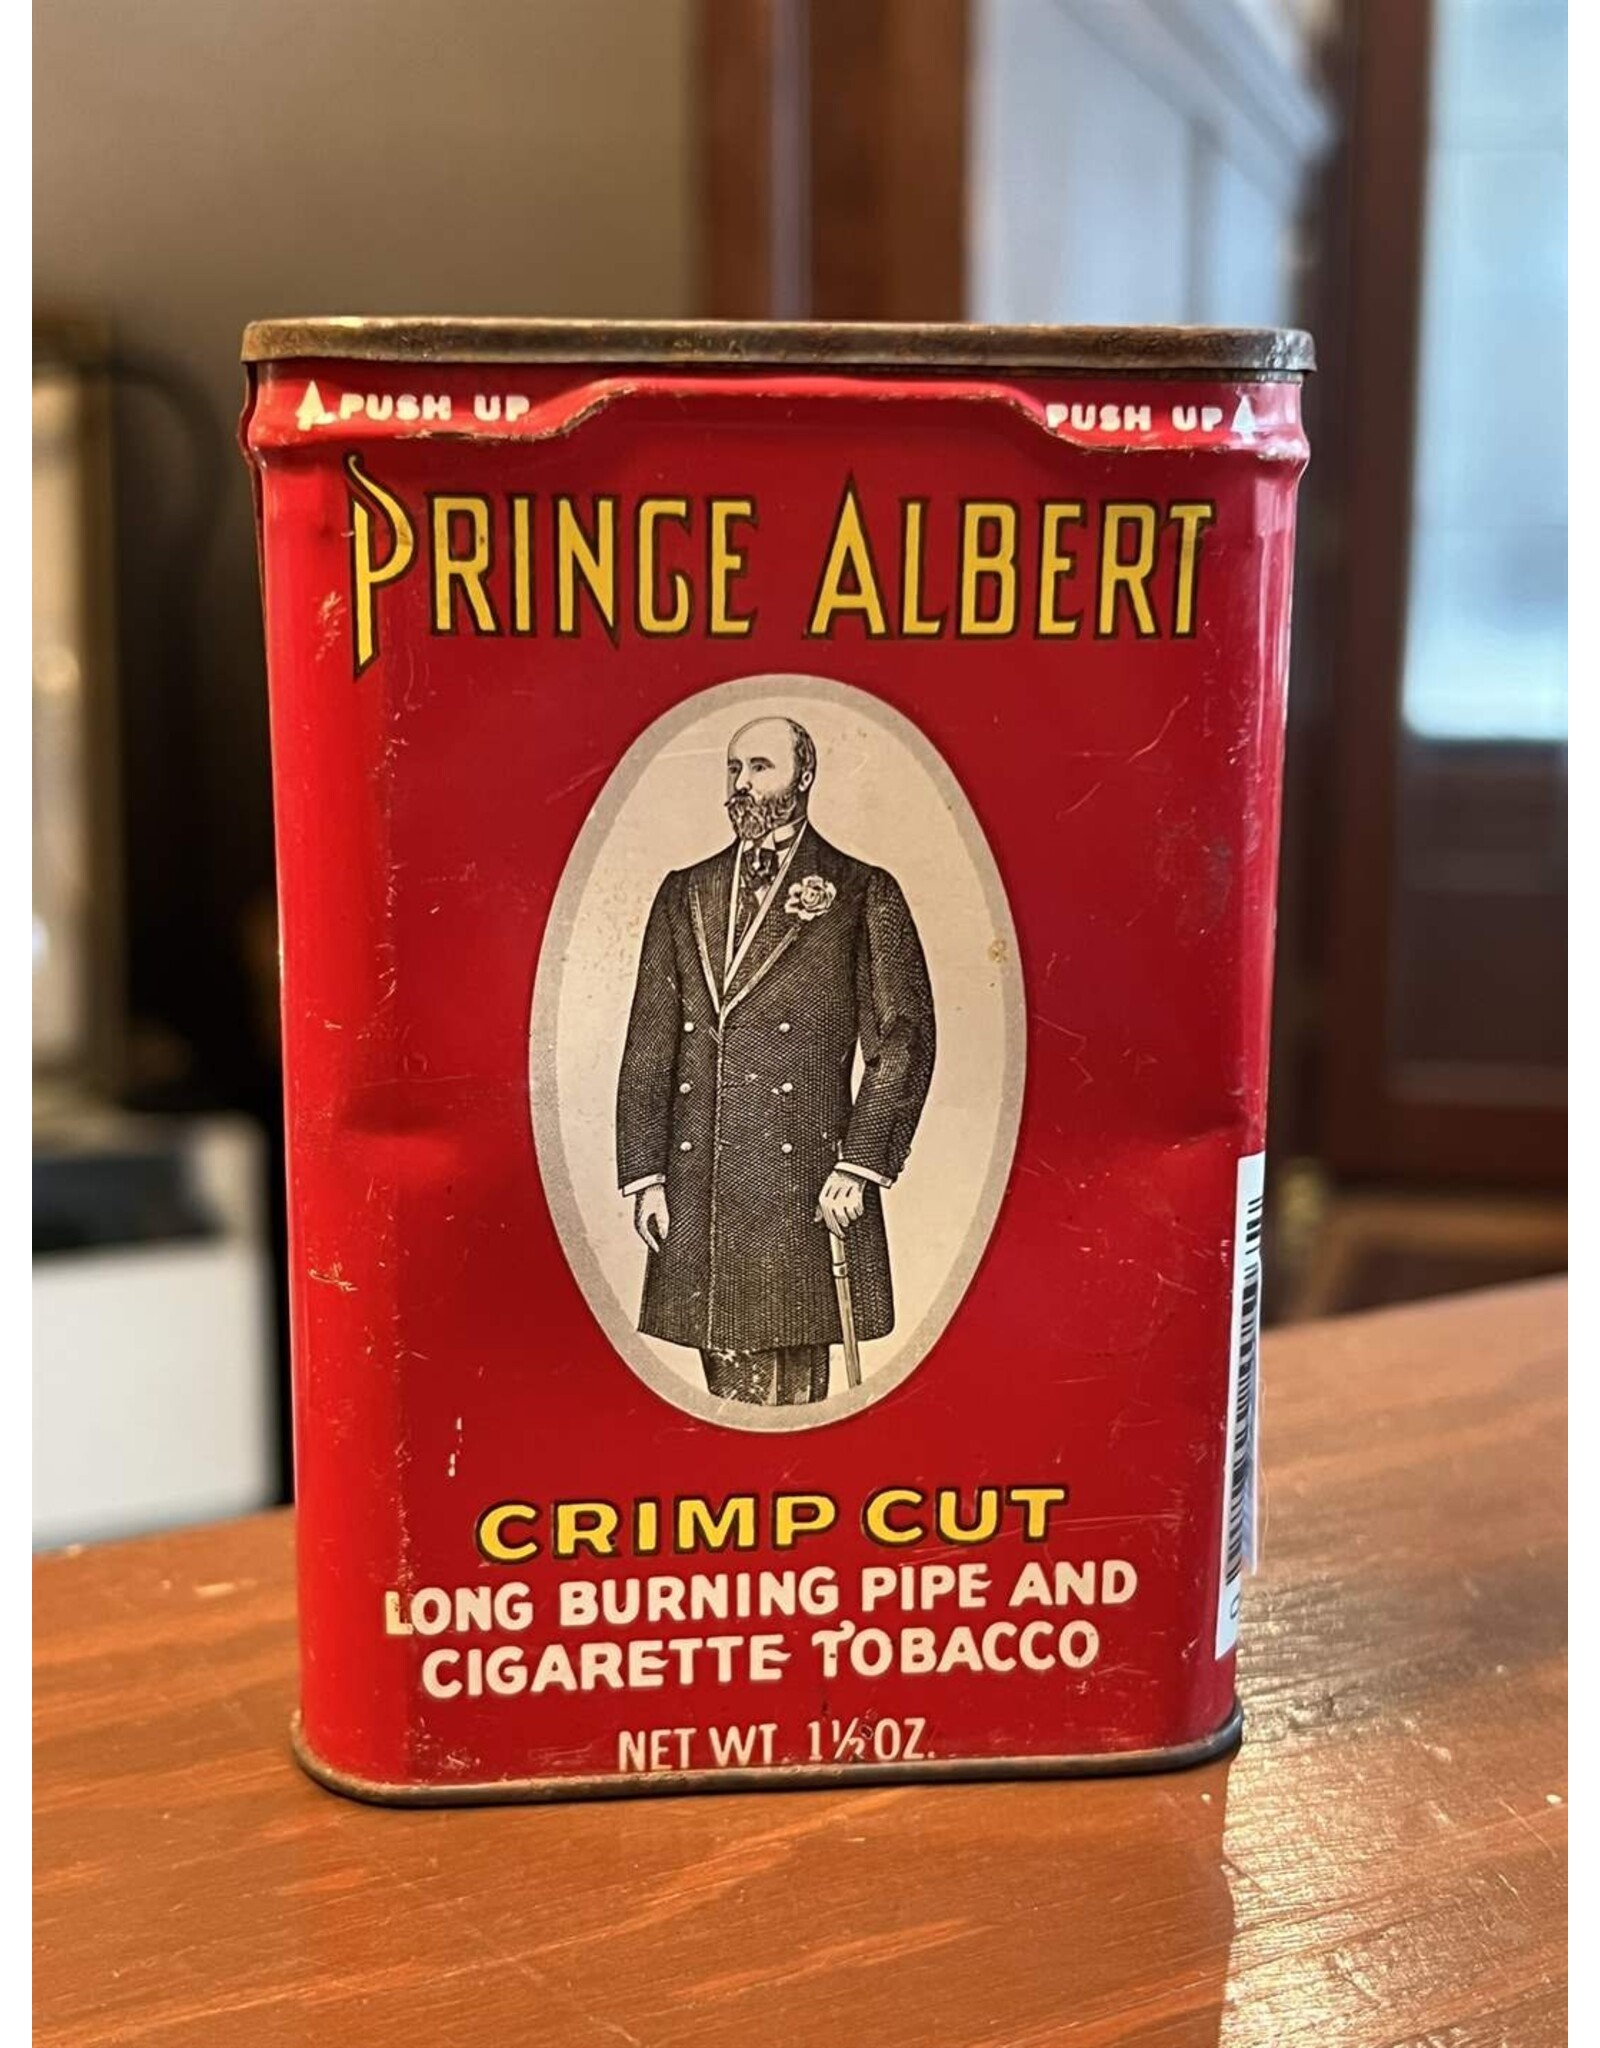 PUSH UP PUSH UP
PRINCE ALBERT
CRIMP CUT
LONG BURNING PIPE AND
CIGARETTE TOBACCO
NET WT. 1½ OZ.